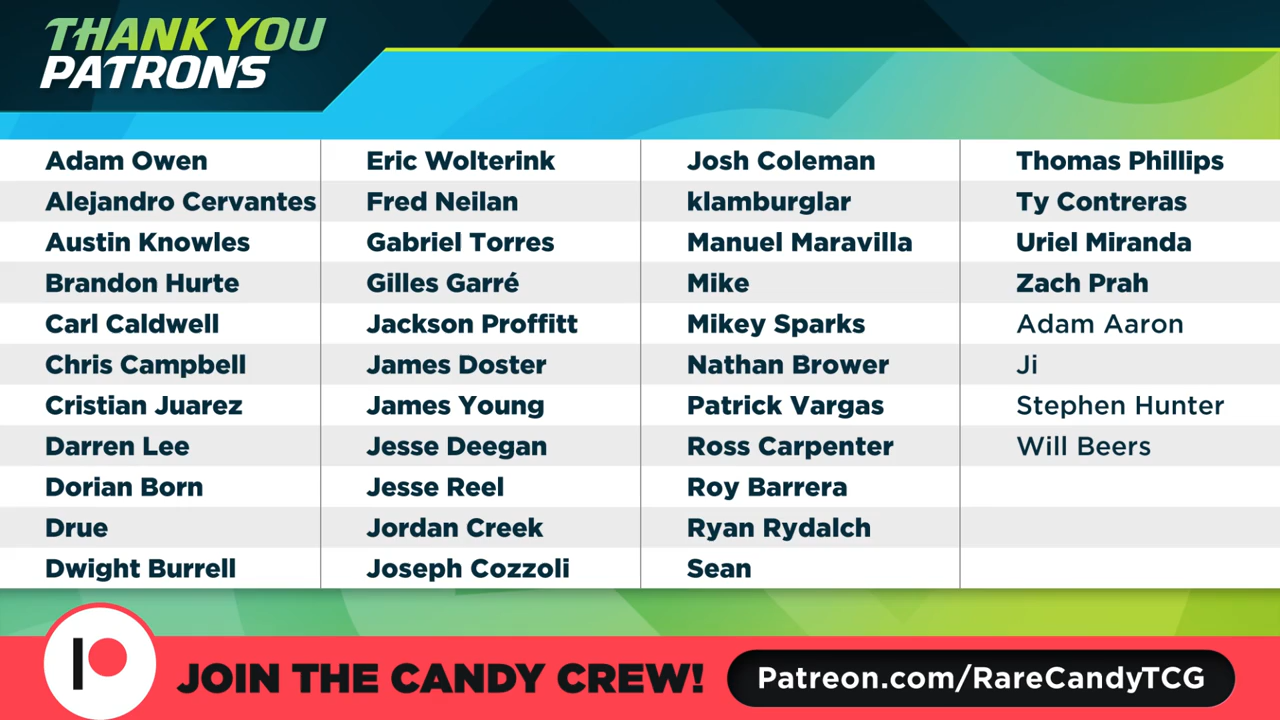 THANK YOU
PATRONS
Adam Owen
Alejandro Cervantes
Austin Knowles
Brandon Hurte
Carl Caldwell
Chris Campbell
Cristian Juarez
Darren Lee
Dorian Born
Drue
Dwight Burrell
Eric Wolterink
Fred Neilan
Gabriel Torres
Gilles Garré
Jackson Proffitt
James Doster
James Young
Jesse Deegan
Jesse Reel
Jordan Creek
Joseph Cozzoli
Josh Coleman
klamburglar
Manuel Maravilla
Mike
Mikey Sparks
Nathan Brower
Patrick Vargas
Ross Carpenter
Roy Barrera
Ryan Rydalch
Sean
Thomas Phillips
Ty Contreras
Uriel Miranda
Zach Prah
Adam Aaron
Ji
Stephen Hunter
Will Beers
JOIN THE CANDY CREW!
Patreon.com/RareCandyTCG